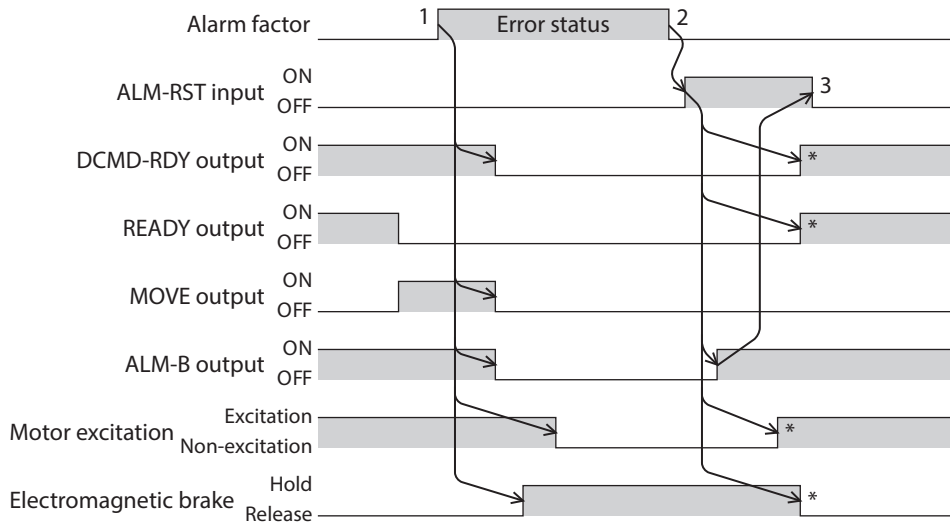 Alarm factor 1 Error status 2
ALM-RST input ON OFF 3
DCMD-RDY output ON OFF *
READY output ON OFF *
MOVE output ON OFF
ALM-B output ON OFF
Motor excitation Excitation Non-excitation *
Electromagnetic brake Hold Release *